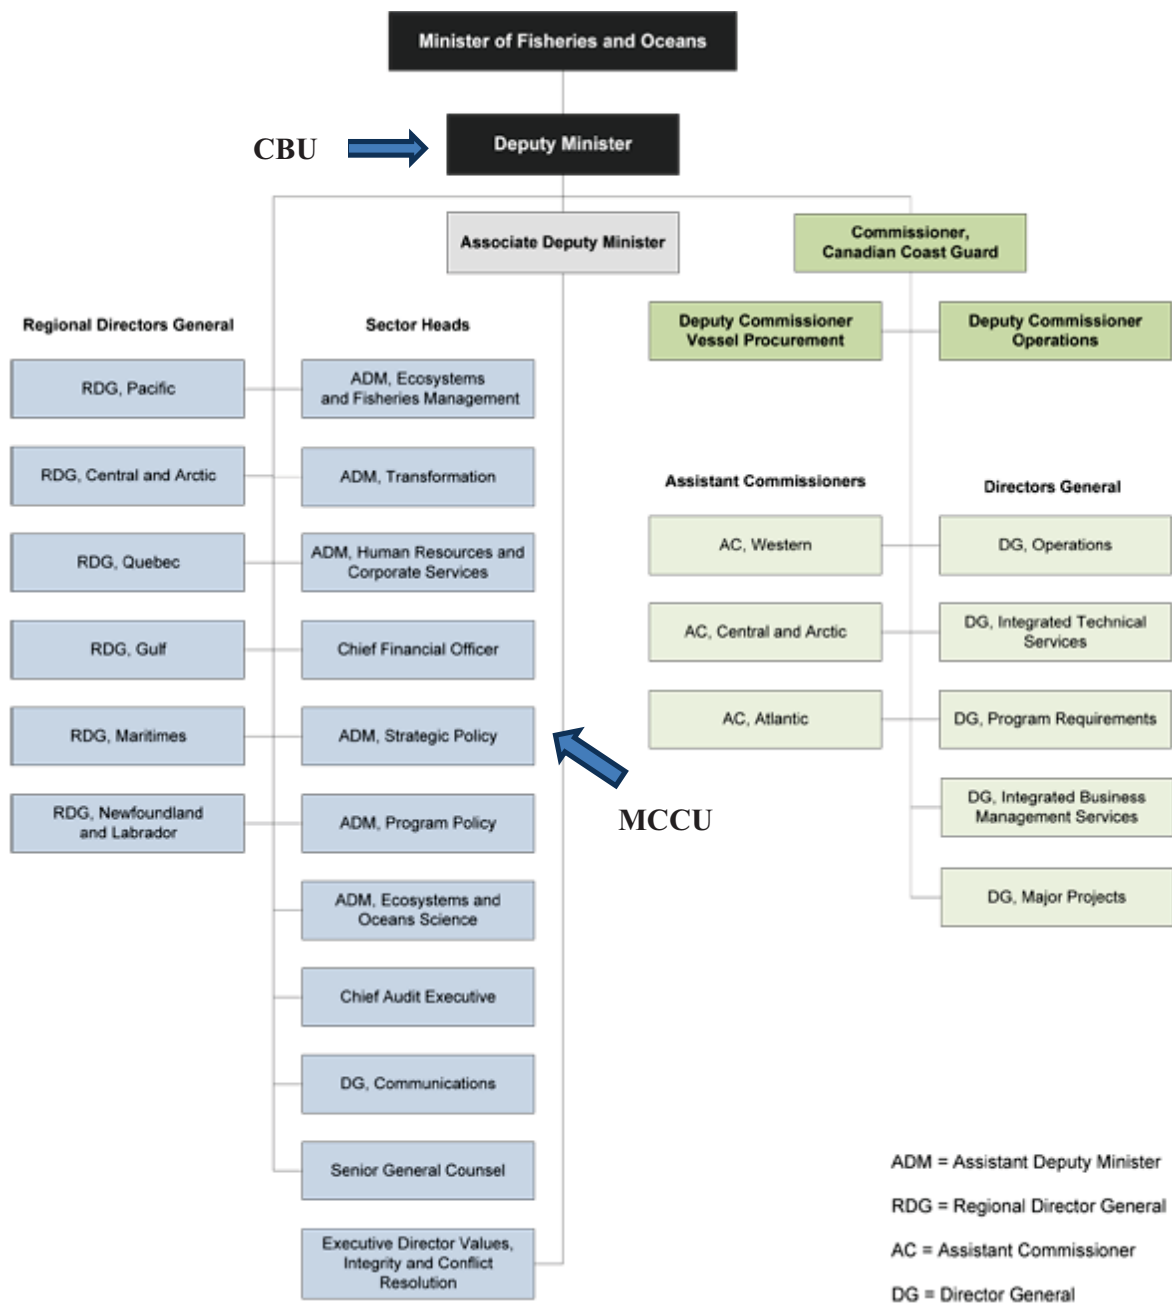 Minister of Fisheries and Oceans
CBU
Deputy Minister
Associate Deputy Minister
Commissioner,
Canadian Coast Guard
Regional Directors General
Sector Heads
Deputy Commissioner
Vessel Procurement
Deputy Commissioner
Operations
RDG, Pacific
ADM, Ecosystems
and Fisheries Management
RDG, Central and Arctic
ADM, Transformation
Assistant Commissioners
Directors General
RDG, Quebec
ADM, Human Resources and
Corporate Services
AC, Western
DG, Operations
RDG, Gulf
Chief Financial Officer
AC, Central and Arctic
DG, Integrated Technical
Services
RDG, Maritimes
ADM, Strategic Policy
AC, Atlantic
DG, Program Requirements
MCCU
RDG, Newfoundland
and Labrador
ADM, Program Policy
DG, Integrated Business
Management Services
ADM, Ecosystems and
Oceans Science
DG, Major Projects
Chief Audit Executive
DG, Communications
Senior General Counsel
Executive Director Values,
Integrity and Conflict
Resolution
ADM = Assistant Deputy Minister
RDG = Regional Director General
AC = Assistant Commissioner
DG = Director General